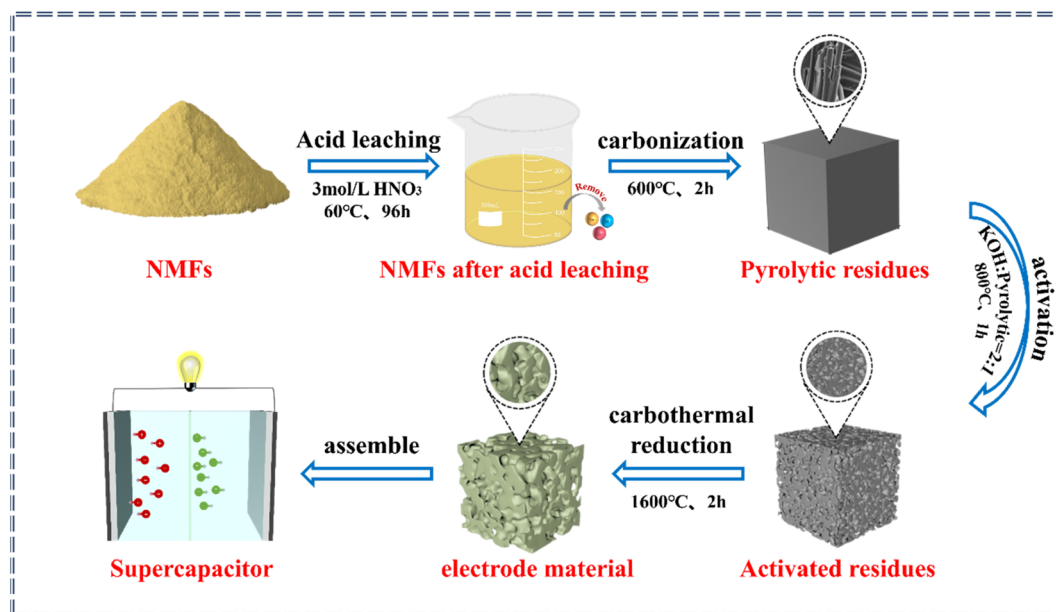 Acid leaching
3mol/L HNO₃
60℃、96h
carbonization
600℃、2h
Remove
NMFs
NMFs after acid leaching
Pyrolytic residues
activation
KOH:Pyrolytic=2:1
800℃、 1h
carbothermal
reduction
1600℃、2h
assemble
Supercapacitor
electrode material
Activated residues